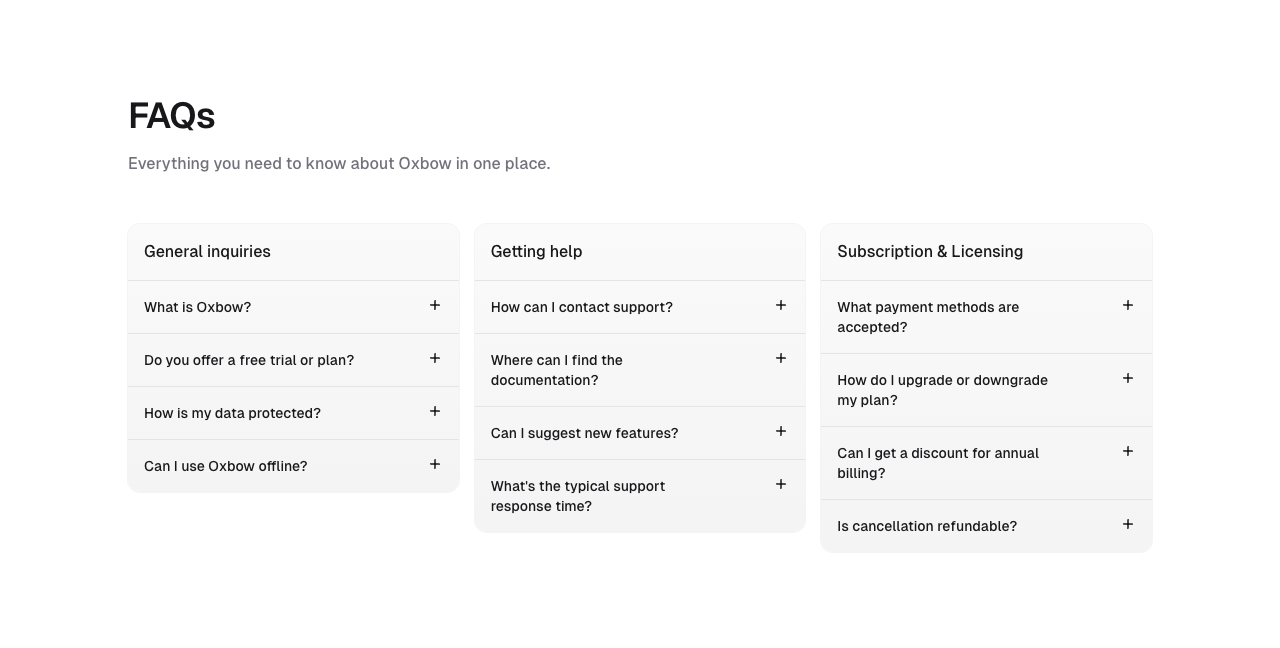 FAQs
Everything you need to know about Oxbow in one place.
General inquiries
What is Oxbow?
Do you offer a free trial or plan?
How is my data protected?
Can I use Oxbow offline?
Getting help
How can I contact support?
Where can I find the
documentation?
Can I suggest new features?
What's the typical support
response time?
Subscription & Licensing
What payment methods are
accepted?
How do I upgrade or downgrade
my plan?
Can I get a discount for annual
billing?
Is cancellation refundable?